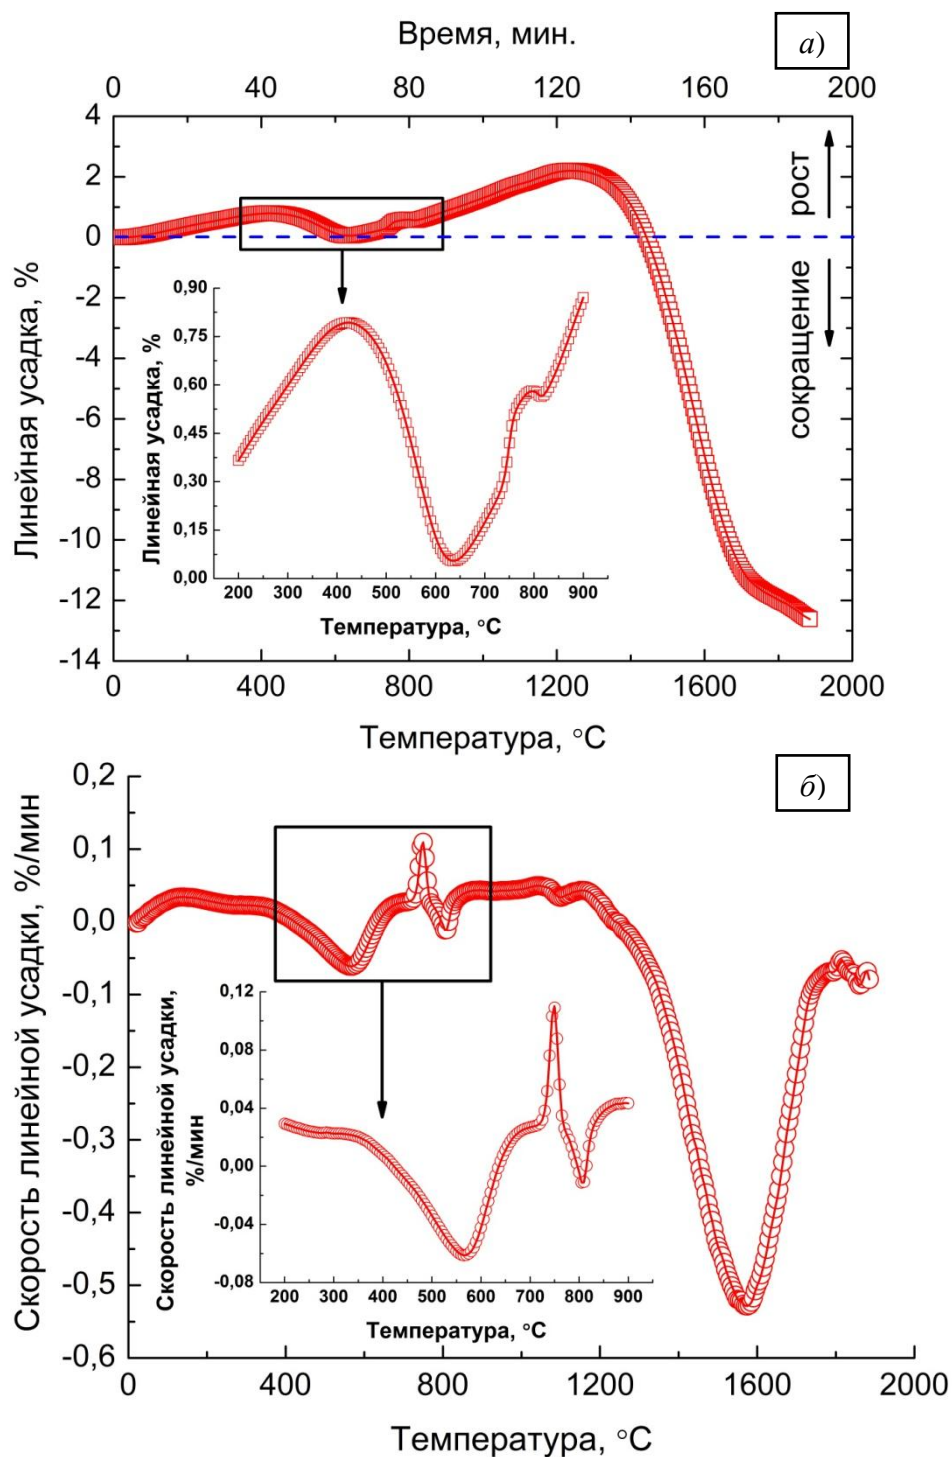 Время, мин.
а)
0 40 80 120 160 200
4
2
0
-2
-4
-6
-8
-10
-12
-14
Линейная усадка, %
рост
сокращение
0,90
0,75
0,60
0,45
0,30
0,15
0,00
Линейная усадка, %
200 300 400 500 600 700 800 900
Температура, °C
0 400 800 1200 1600 2000
Температура, °C
б)
0,2
0,1
0,0
-0,1
-0,2
-0,3
-0,4
-0,5
-0,6
Скорость линейной усадки, %/мин
0,12
0,08
0,04
0,00
-0,04
-0,08
Скорость линейной усадки,
%/мин
200 300 400 500 600 700 800 900
Температура, °C
0 400 800 1200 1600 2000
Температура, °C